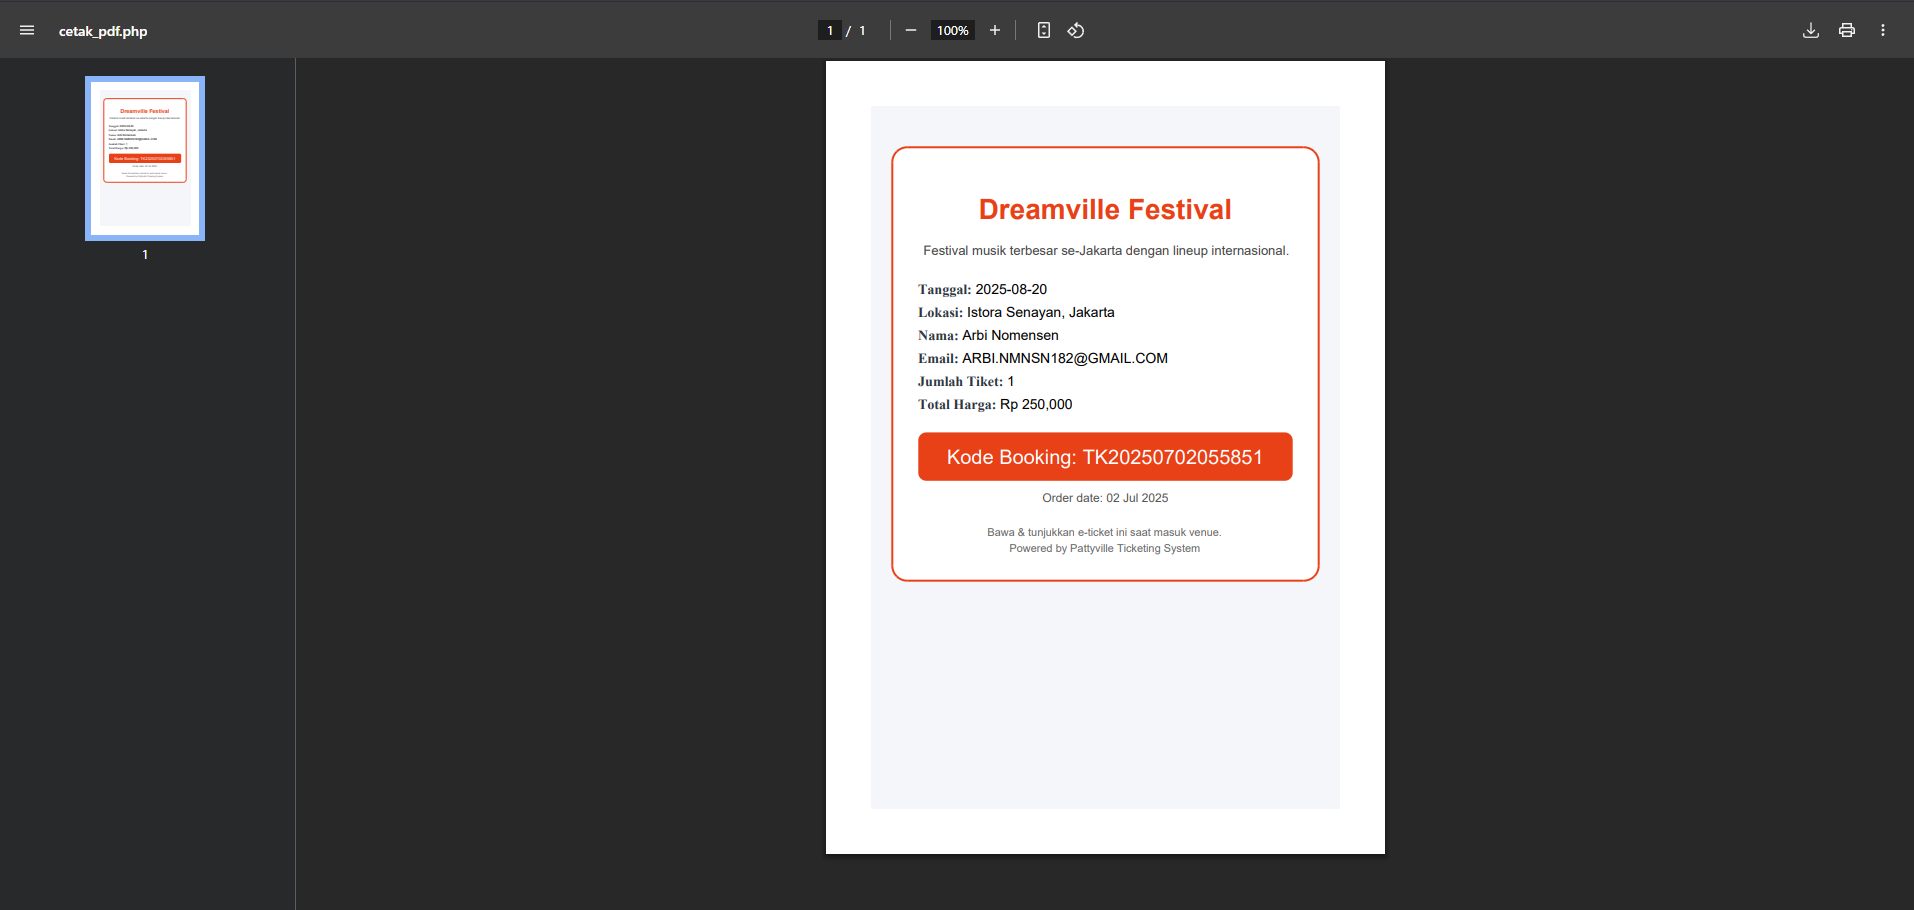 cetak_pdf.php
1 / 1
100%
1
Dreamville Festival
Festival musik terbesar se-Jakarta dengan lineup internasional.
Tanggal: 2025-08-20
Lokasi: Istora Senayan, Jakarta
Nama: Arbi Nomensen
Email: ARBI.NMNSN182@GMAIL.COM
Jumlah Tiket: 1
Total Harga: Rp 250,000
Kode Booking: TK20250702055851
Order date: 02 Jul 2025
Bawa & tunjukkan e-ticket ini saat masuk venue.
Powered by Pattyville Ticketing System